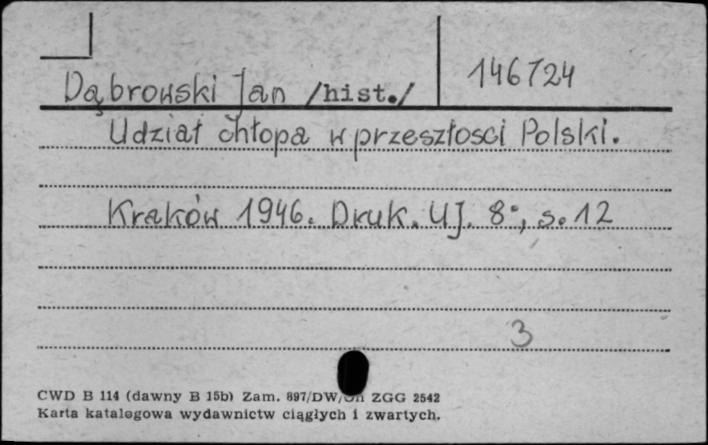 146724
Dąbrowski Jan /hist./
Udział chłopa w przeszłosci Polski.
Kraków 1946. Druk. UJ. 8°, s. 12
3
CWD B 114 (dawny B 15b) Zam. 897/DW/ ZGG 2542
Karta katalogowa wydawnictw ciągłych i zwartych.